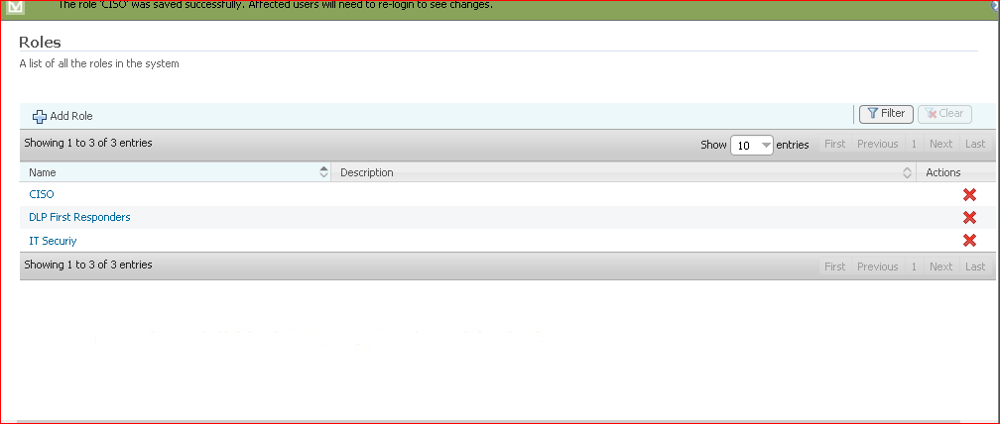 The role 'CISO' was saved successfully. Affected users will need to re-login to see changes.
Roles
A list of all the roles in the system
Add Role
Filter Clear
Showing 1 to 3 of 3 entries
Show 10 entries First Previous 1 Next Last
Name Description Actions
CISO
DLP First Responders
IT Securiy
Showing 1 to 3 of 3 entries
First Previous 1 Next Last